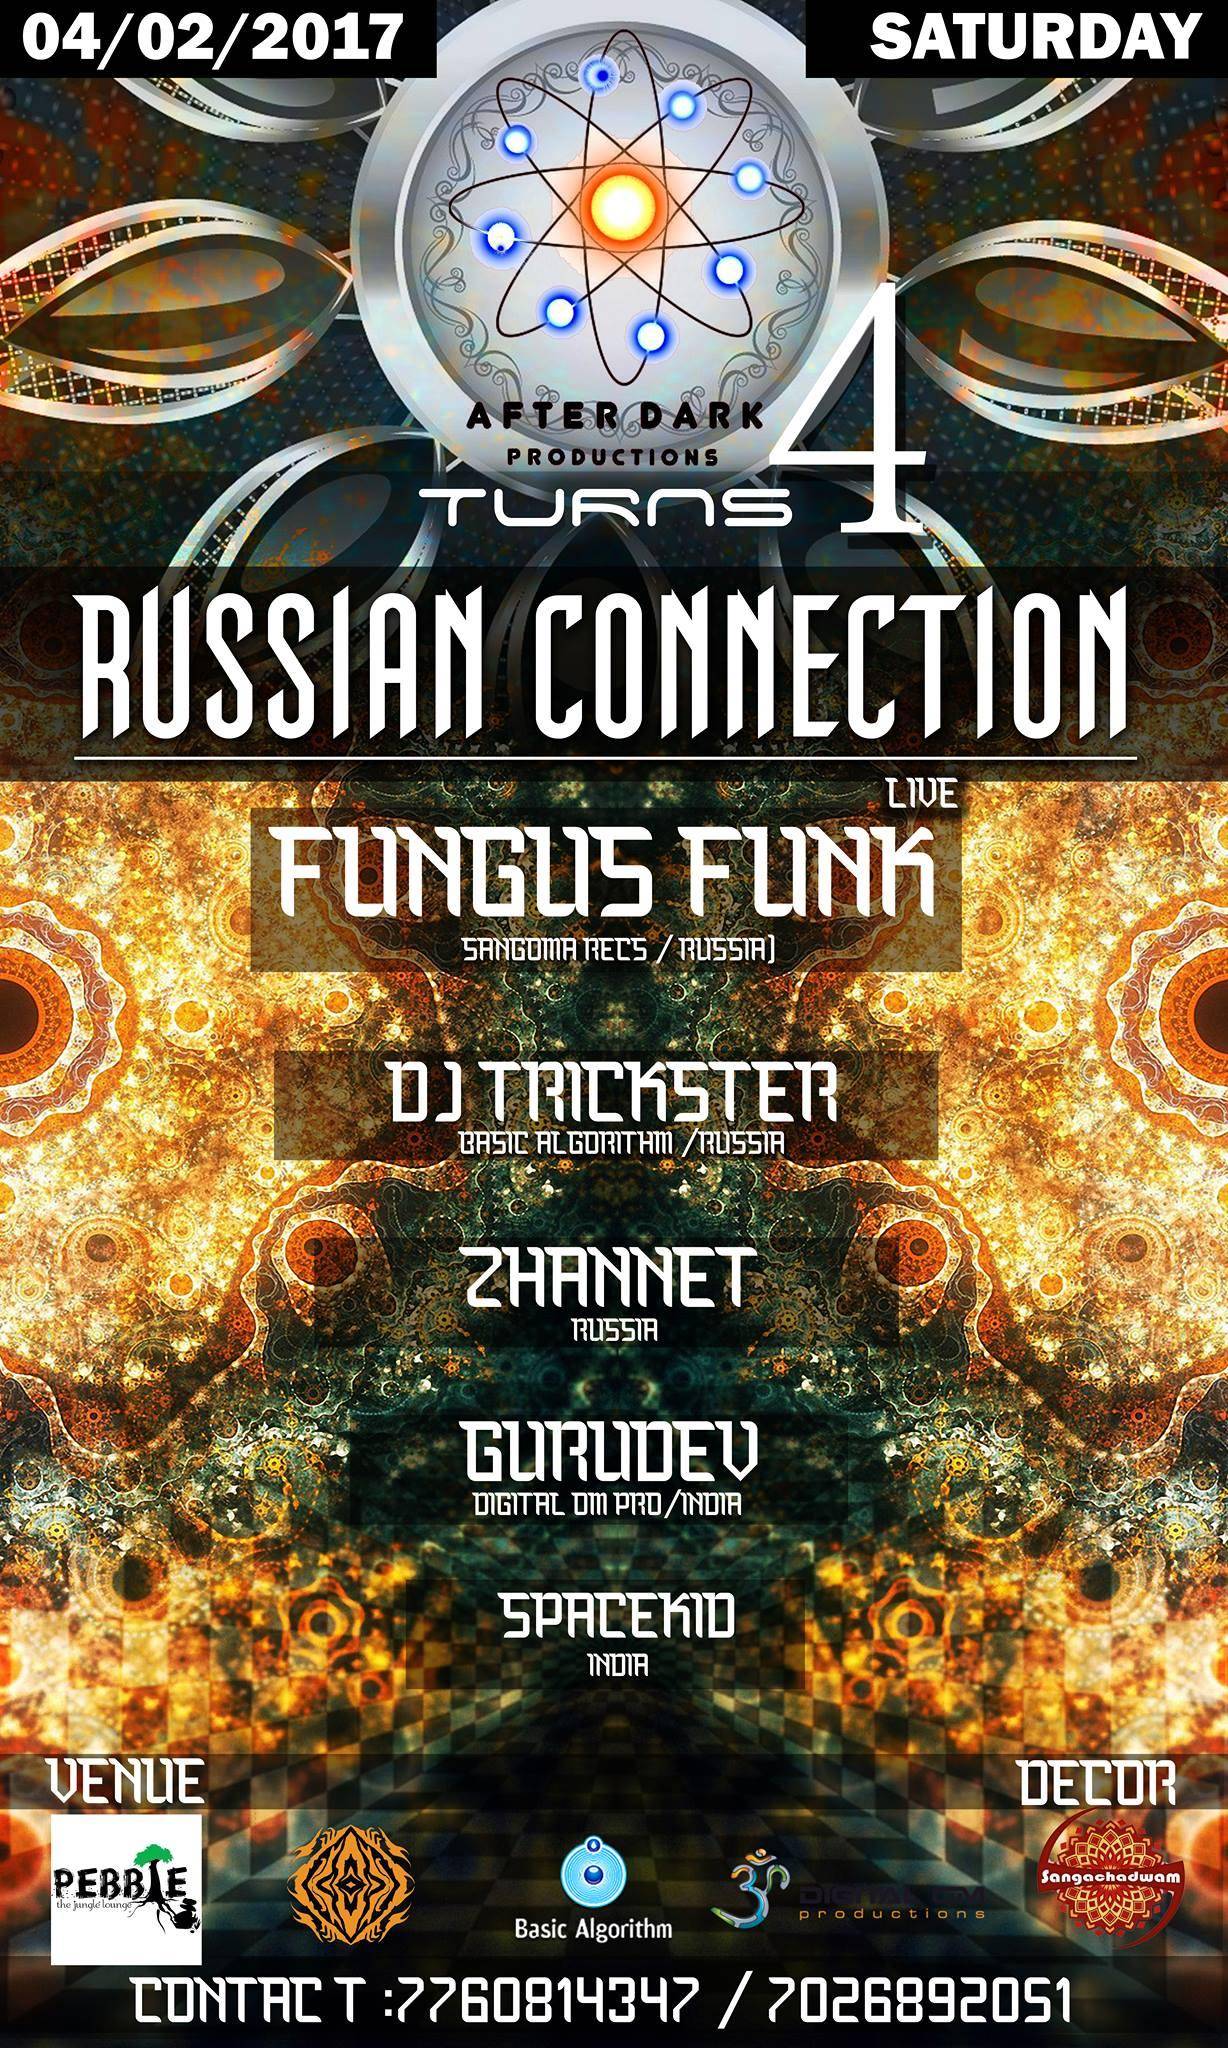 04/02/2017
SATURDAY
AFTER DARK
PRODUCTIONS
TURNS 4
RUSSIAN CONNECTION
LIVE
FUNGUS FUNK
SANGOMA RECS / RUSSIA)
DJ TRICKSTER
BASIC ALGORITHM /RUSSIA
ZHANNET
RUSSIA
GURUDEV
DIGITAL OM PRO/INDIA
SPACEKID
INDIA
VENUE
DECOR
PEBBLE
the jungle lounge
Basic Algorithm
DIGITAL OM
productions
Sangachadwam
CONTACT :7760814347 / 7026892051